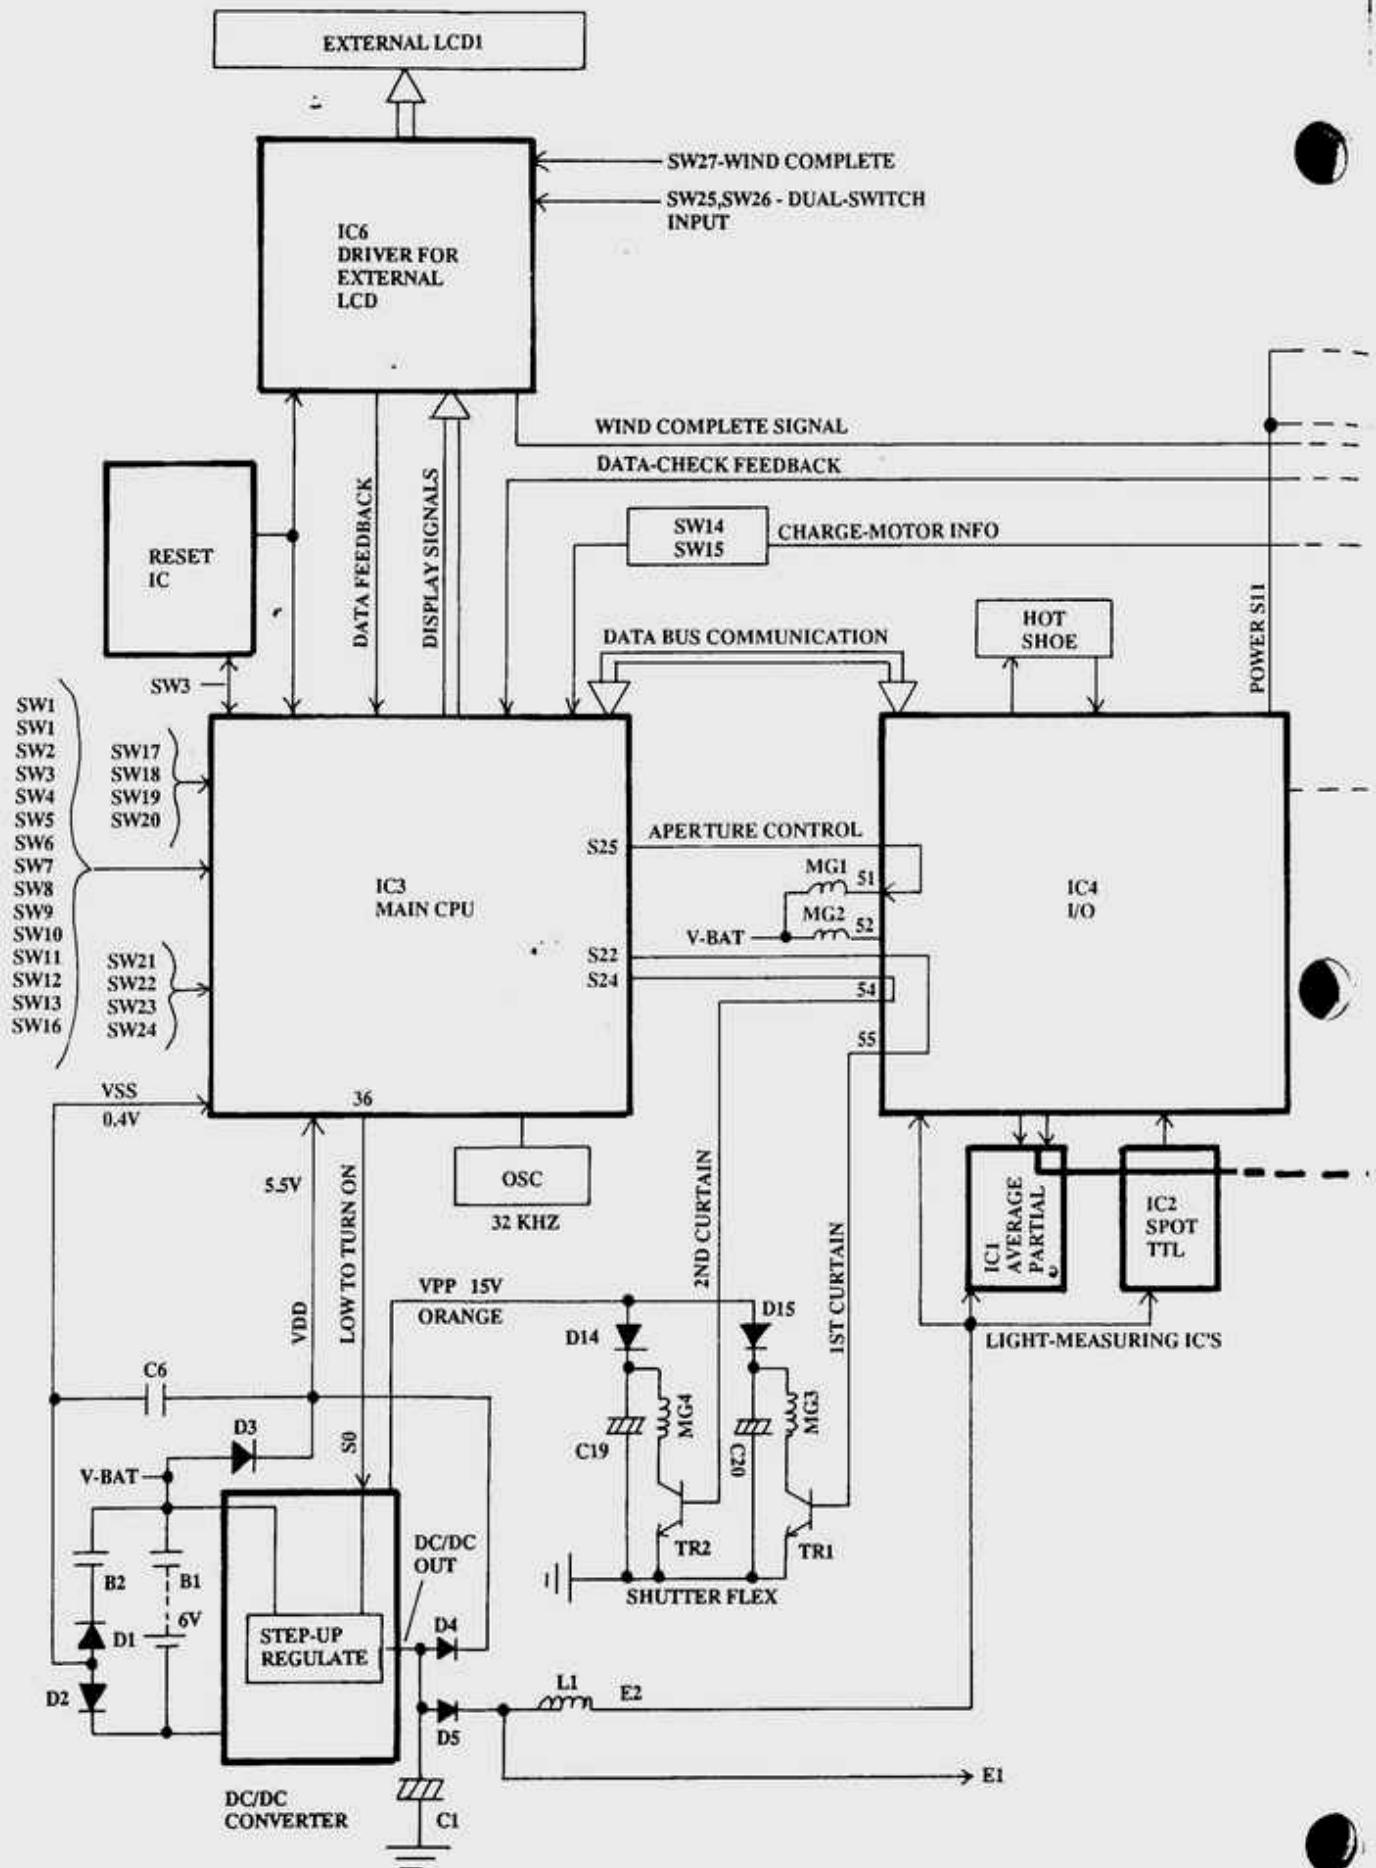 EXTERNAL LCD1
SW27-WIND COMPLETE
SW25,SW26 - DUAL-SWITCH
INPUT
IC6
DRIVER FOR
EXTERNAL
LCD
WIND COMPLETE SIGNAL
DATA-CHECK FEEDBACK
RESET
IC
DATA FEEDBACK
DISPLAY SIGNALS
SW14
SW15
CHARGE-MOTOR INFO
POWER S11
DATA BUS COMMUNICATION
HOT
SHOE
SW3
SW1
SW1
SW2
SW3
SW4
SW5
SW6
SW7
SW8
SW9
SW10
SW11
SW12
SW13
SW16
SW17
SW18
SW19
SW20
SW21
SW22
SW23
SW24
IC3
MAIN CPU
S25
APERTURE CONTROL
MG1
51
MG2
52
V-BAT
S22
S24
54
55
IC4
I/O
VSS
0.4V
36
5.5V
VDD
LOW TO TURN ON
S0
OSC
32 KHZ
2ND CURTAIN
1ST CURTAIN
IC1
AVERAGE
PARTIAL
IC2
SPOT
TTL
LIGHT-MEASURING IC'S
VPP 15V
ORANGE
D14
D15
MG4
MG3
C19
C20
TR2
TR1
SHUTTER FLEX
C6
D3
V-BAT
B2
B1
6V
D1
D2
DC/DC
OUT
STEP-UP
REGULATE
D4
D5
L1
E2
E1
C1
DC/DC
CONVERTER